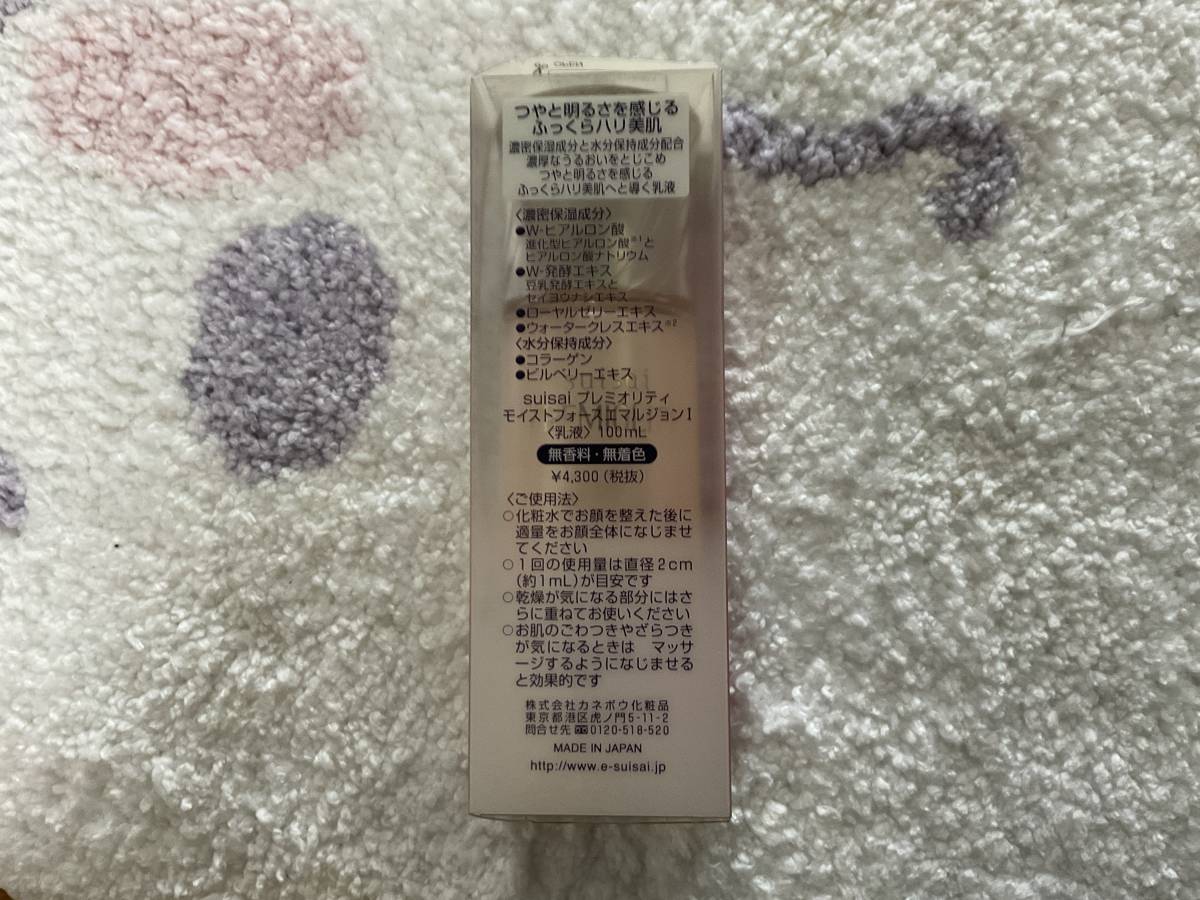 OPEN
つやと明るさを感じる
ふっくらハリ美肌
濃密保湿成分と水分保持成分配合
濃厚なうるおいをとじこめ
つやと明るさを感じる
ふっくらハリ美肌へと導く乳液
〈濃密保湿成分〉
●W-ヒアルロン酸
進化型ヒアルロン酸※1と
ヒアルロン酸ナトリウム
●W-発酵エキス
豆乳発酵エキスと
セイヨウナシエキス
●ローヤルゼリーエキス
●ウォータークレスエキス※2
〈水分保持成分〉
●コラーゲン
●ビルベリーエキス
suisai プレミオリティ
モイストフォースエマルジョンⅠ
〈乳液〉 100mL
無香料・無着色
¥4,300（税抜）
〈ご使用法〉
○化粧水でお顔を整えた後に
適量をお顔全体になじませ
てください
○1回の使用量は直径2cm
（約1mL）が目安です
○乾燥が気になる部分にはさ
らに重ねてお使いください
○お肌のごわつきやざらつき
が気になるときは マッサ
ージするようになじませる
と効果的です
株式会社カネボウ化粧品
東京都港区虎ノ門5-11-2
問合せ先 0120-518-520
MADE IN JAPAN
http://www.e-suisai.jp